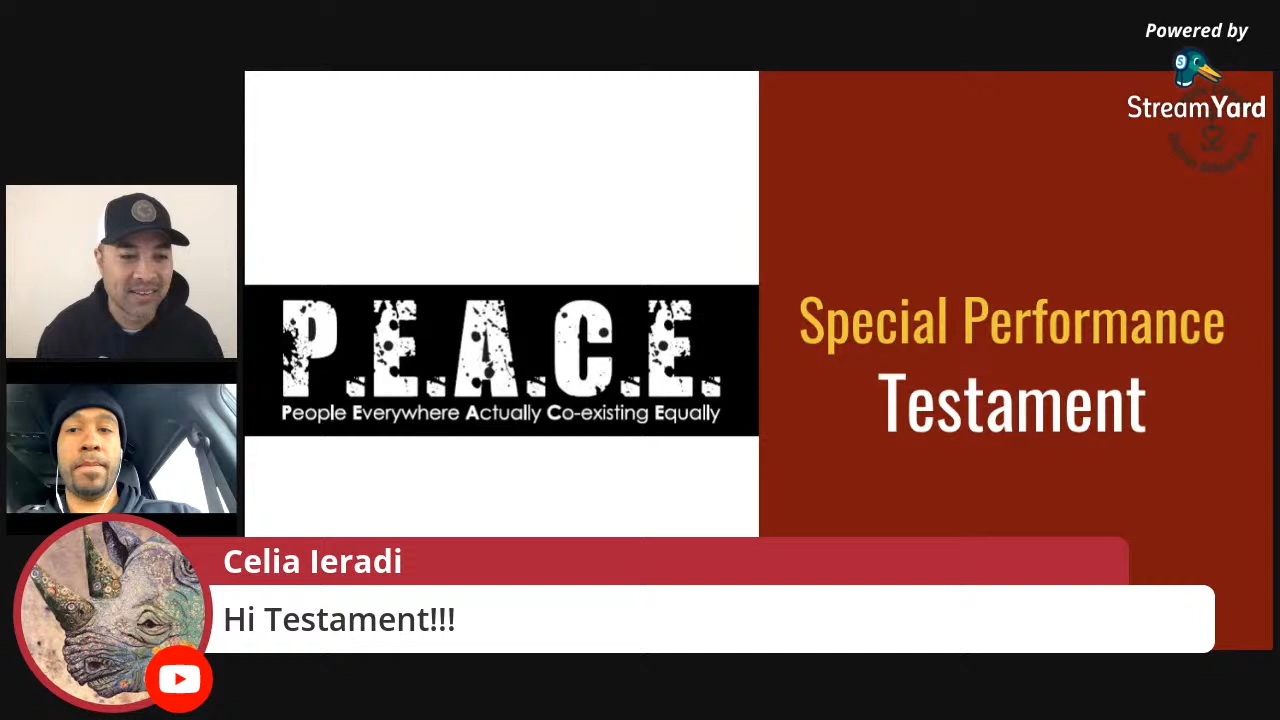 Powered by
StreamYard
P.E.A.C.E.
People Everywhere Actually Co-existing Equally
Special Performance
Testament
Celia Ieradi
Hi Testament!!!